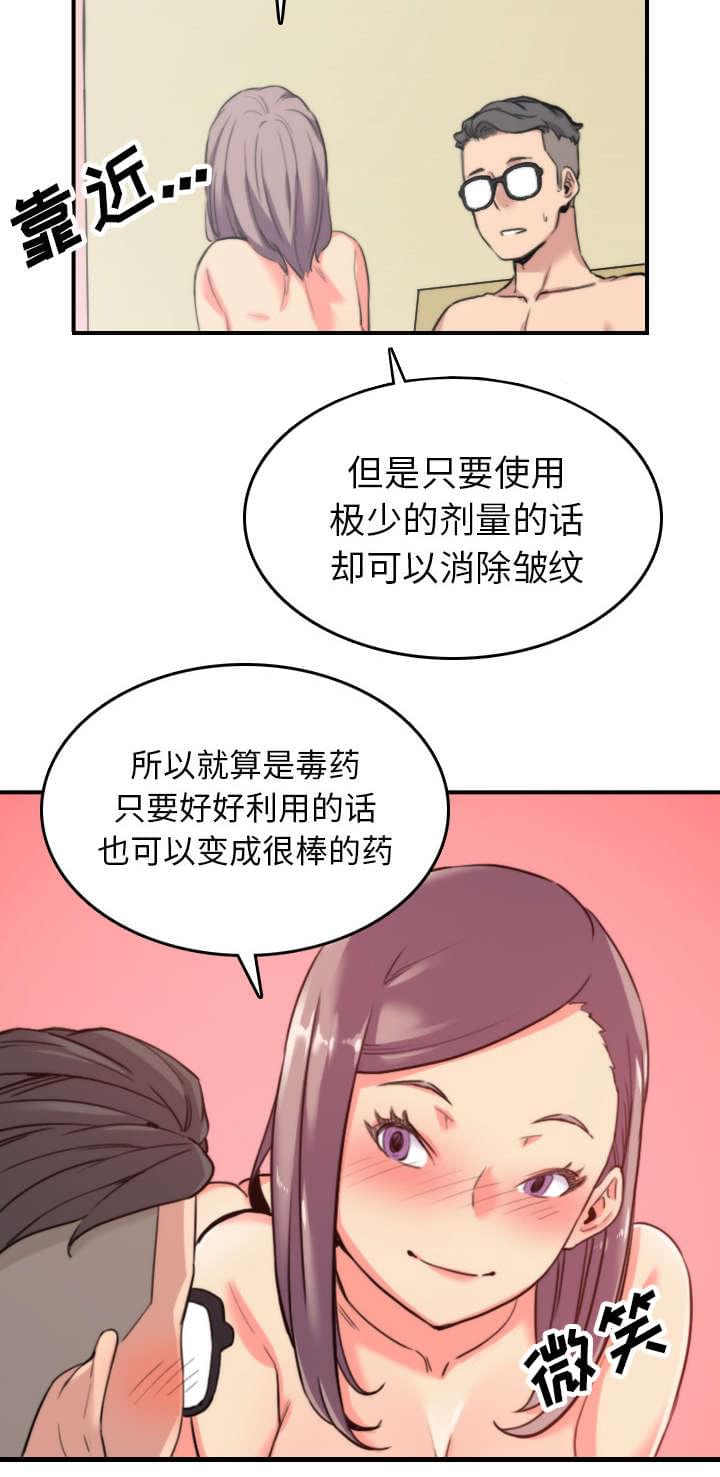 靠近...
但是只要使用
极少的剂量的话
却可以消除皱纹
所以就算是毒药
只要好好利用的话
也可以变成很棒的药
微笑